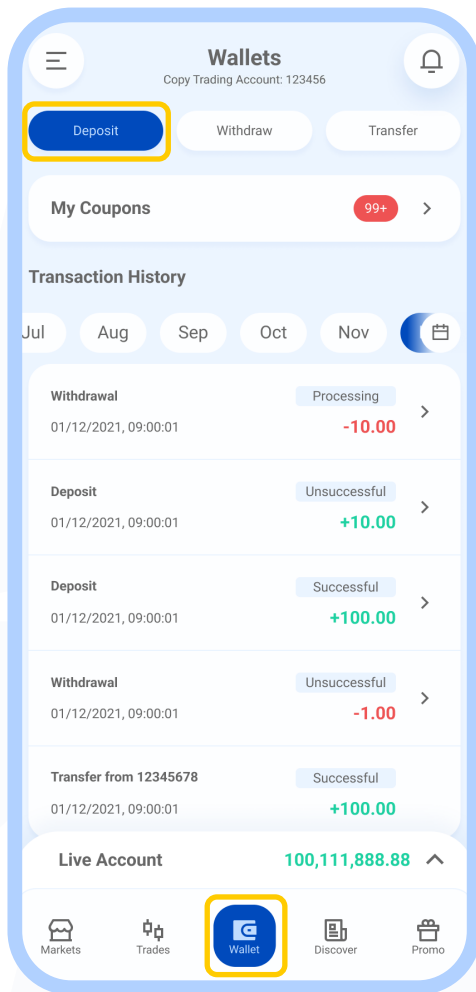 Wallets
Copy Trading Account: 123456
Deposit Withdraw Transfer
My Coupons 99+
Transaction History
Jul Aug Sep Oct Nov
Withdrawal Processing
01/12/2021, 09:00:01 -10.00
Deposit Unsuccessful
01/12/2021, 09:00:01 +10.00
Deposit Successful
01/12/2021, 09:00:01 +100.00
Withdrawal Unsuccessful
01/12/2021, 09:00:01 -1.00
Transfer from 12345678 Successful
01/12/2021, 09:00:01 +100.00
Live Account 100,111,888.88
Markets Trades Wallet Discover Promo